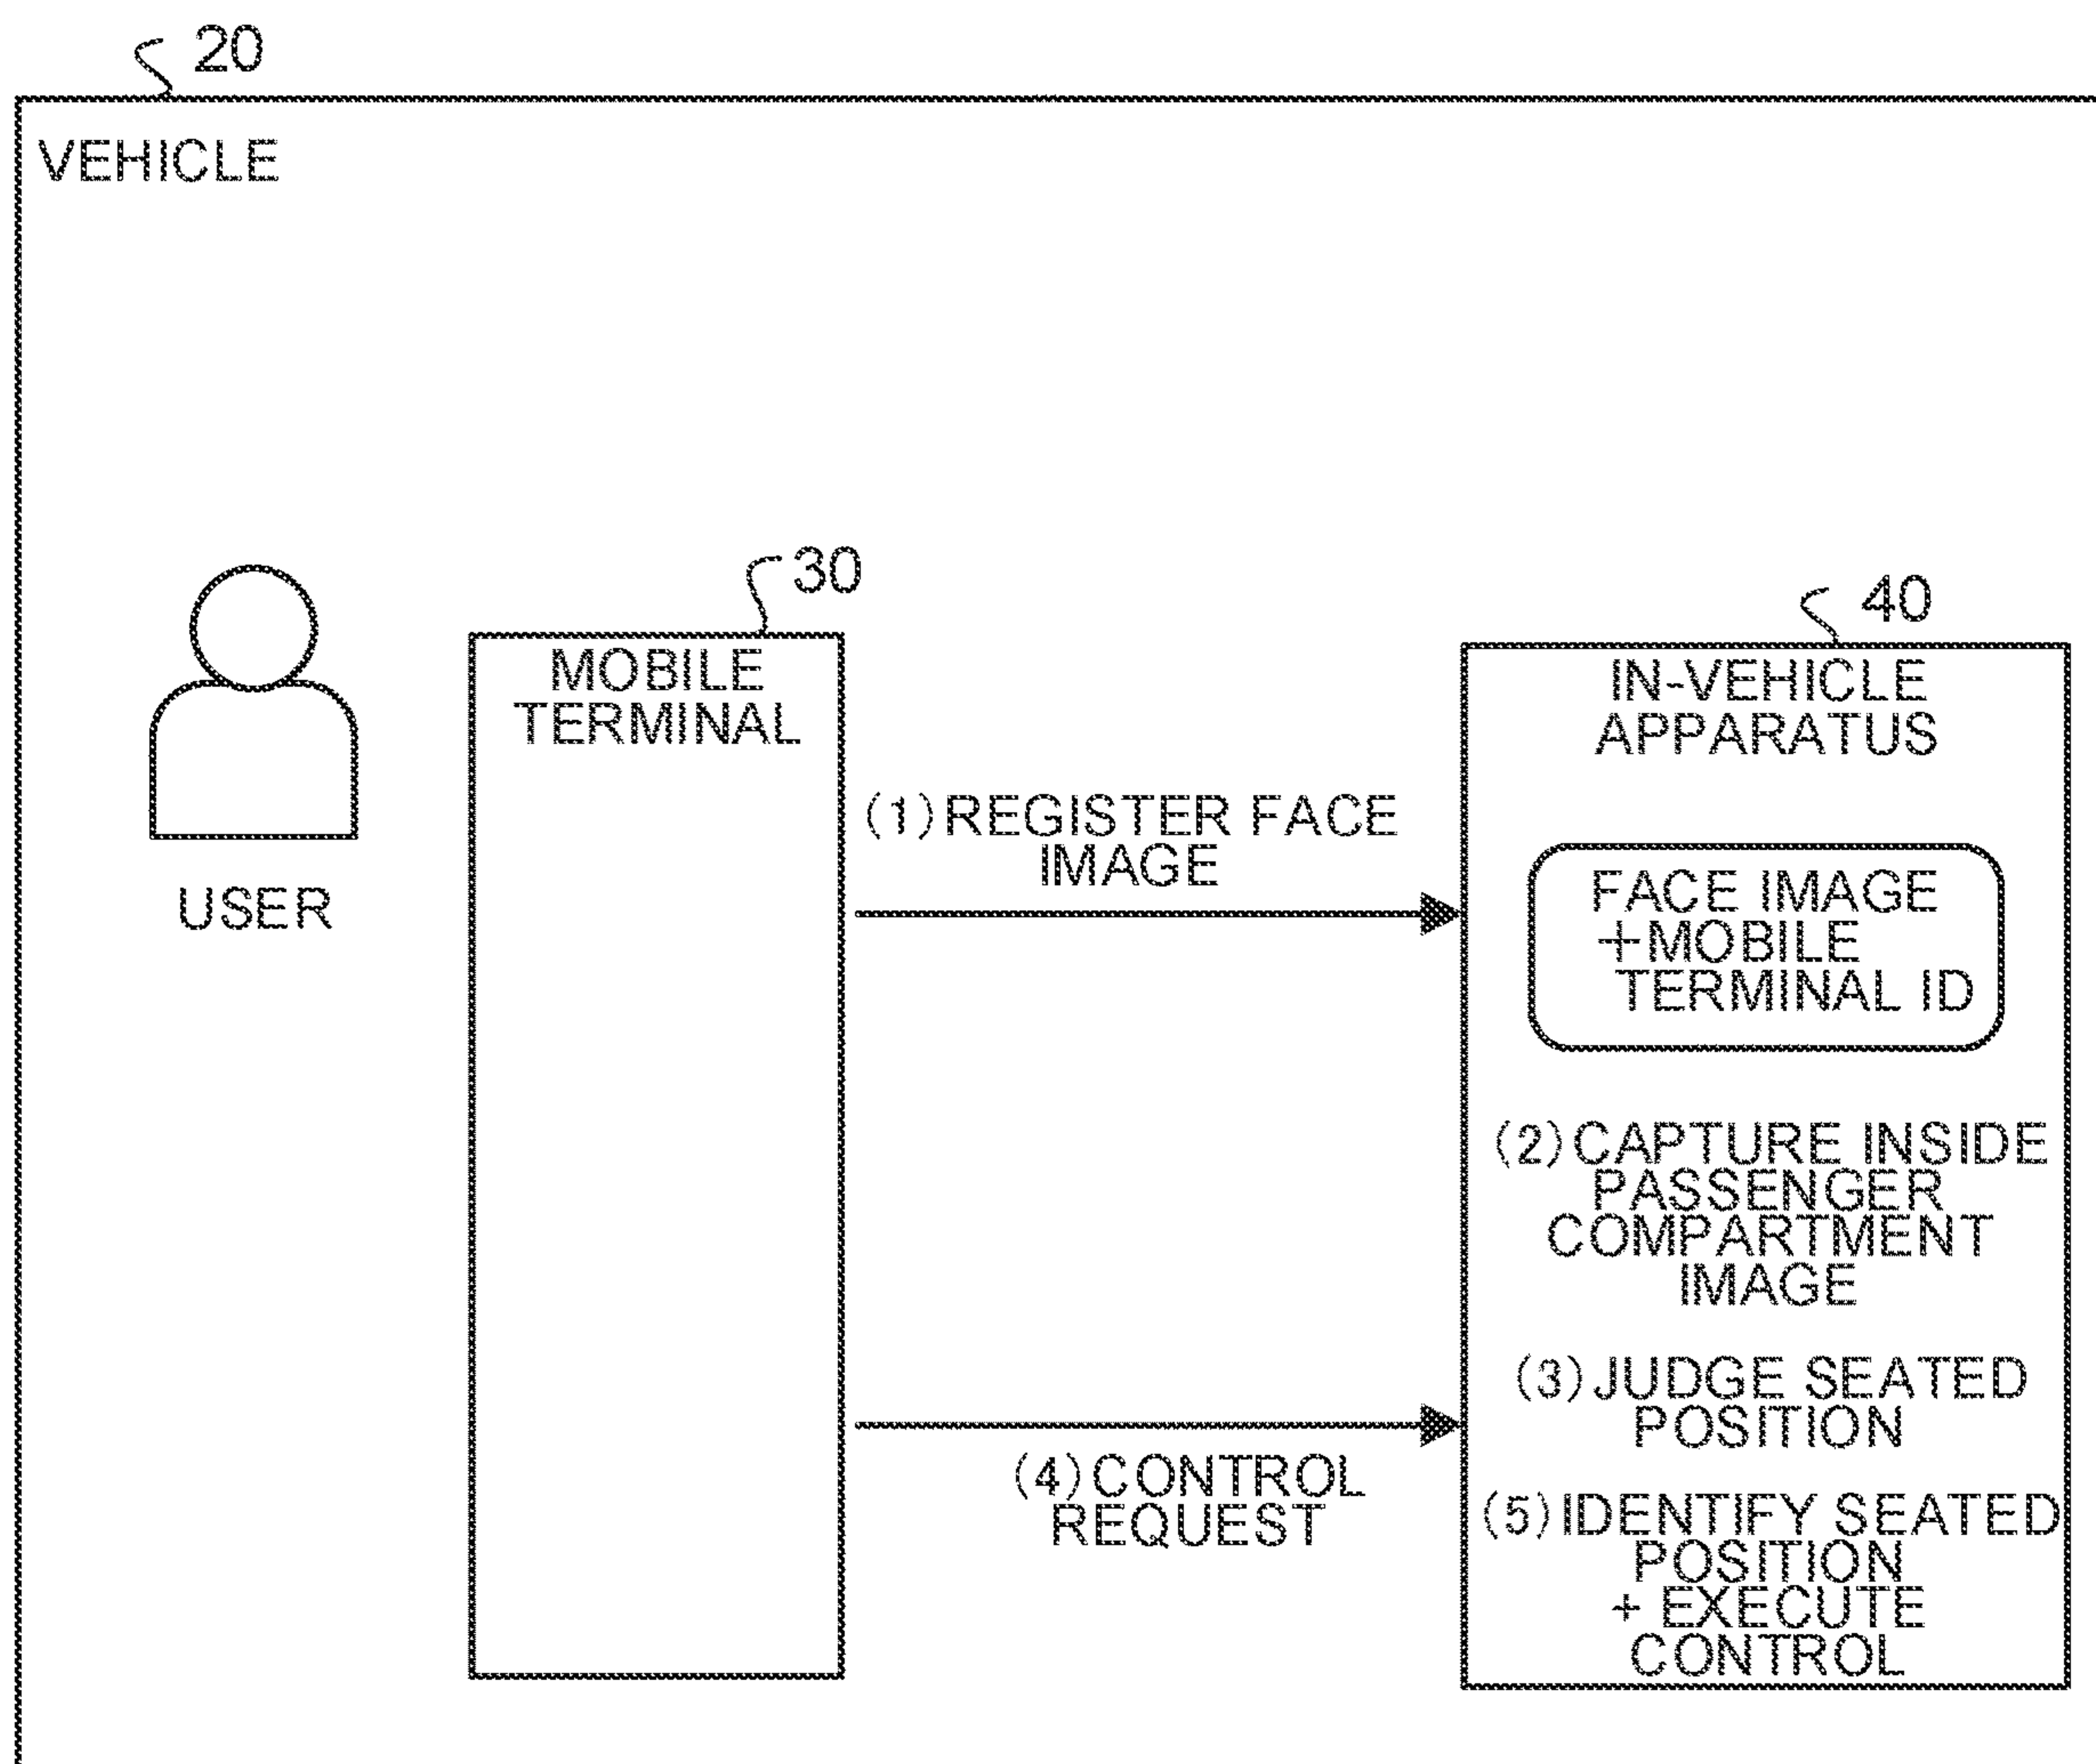 20
VEHICLE
30
40
MOBILE
TERMINAL
IN-VEHICLE
APPARATUS
(1)REGISTER FACE
IMAGE
FACE IMAGE
+MOBILE
TERMINAL ID
USER
(2)CAPTURE INSIDE
PASSENGER
COMPARTMENT
IMAGE
(3)JUDGE SEATED
POSITION
(4)CONTROL
REQUEST
(5)IDENTIFY SEATED
POSITION
+ EXECUTE
CONTROL